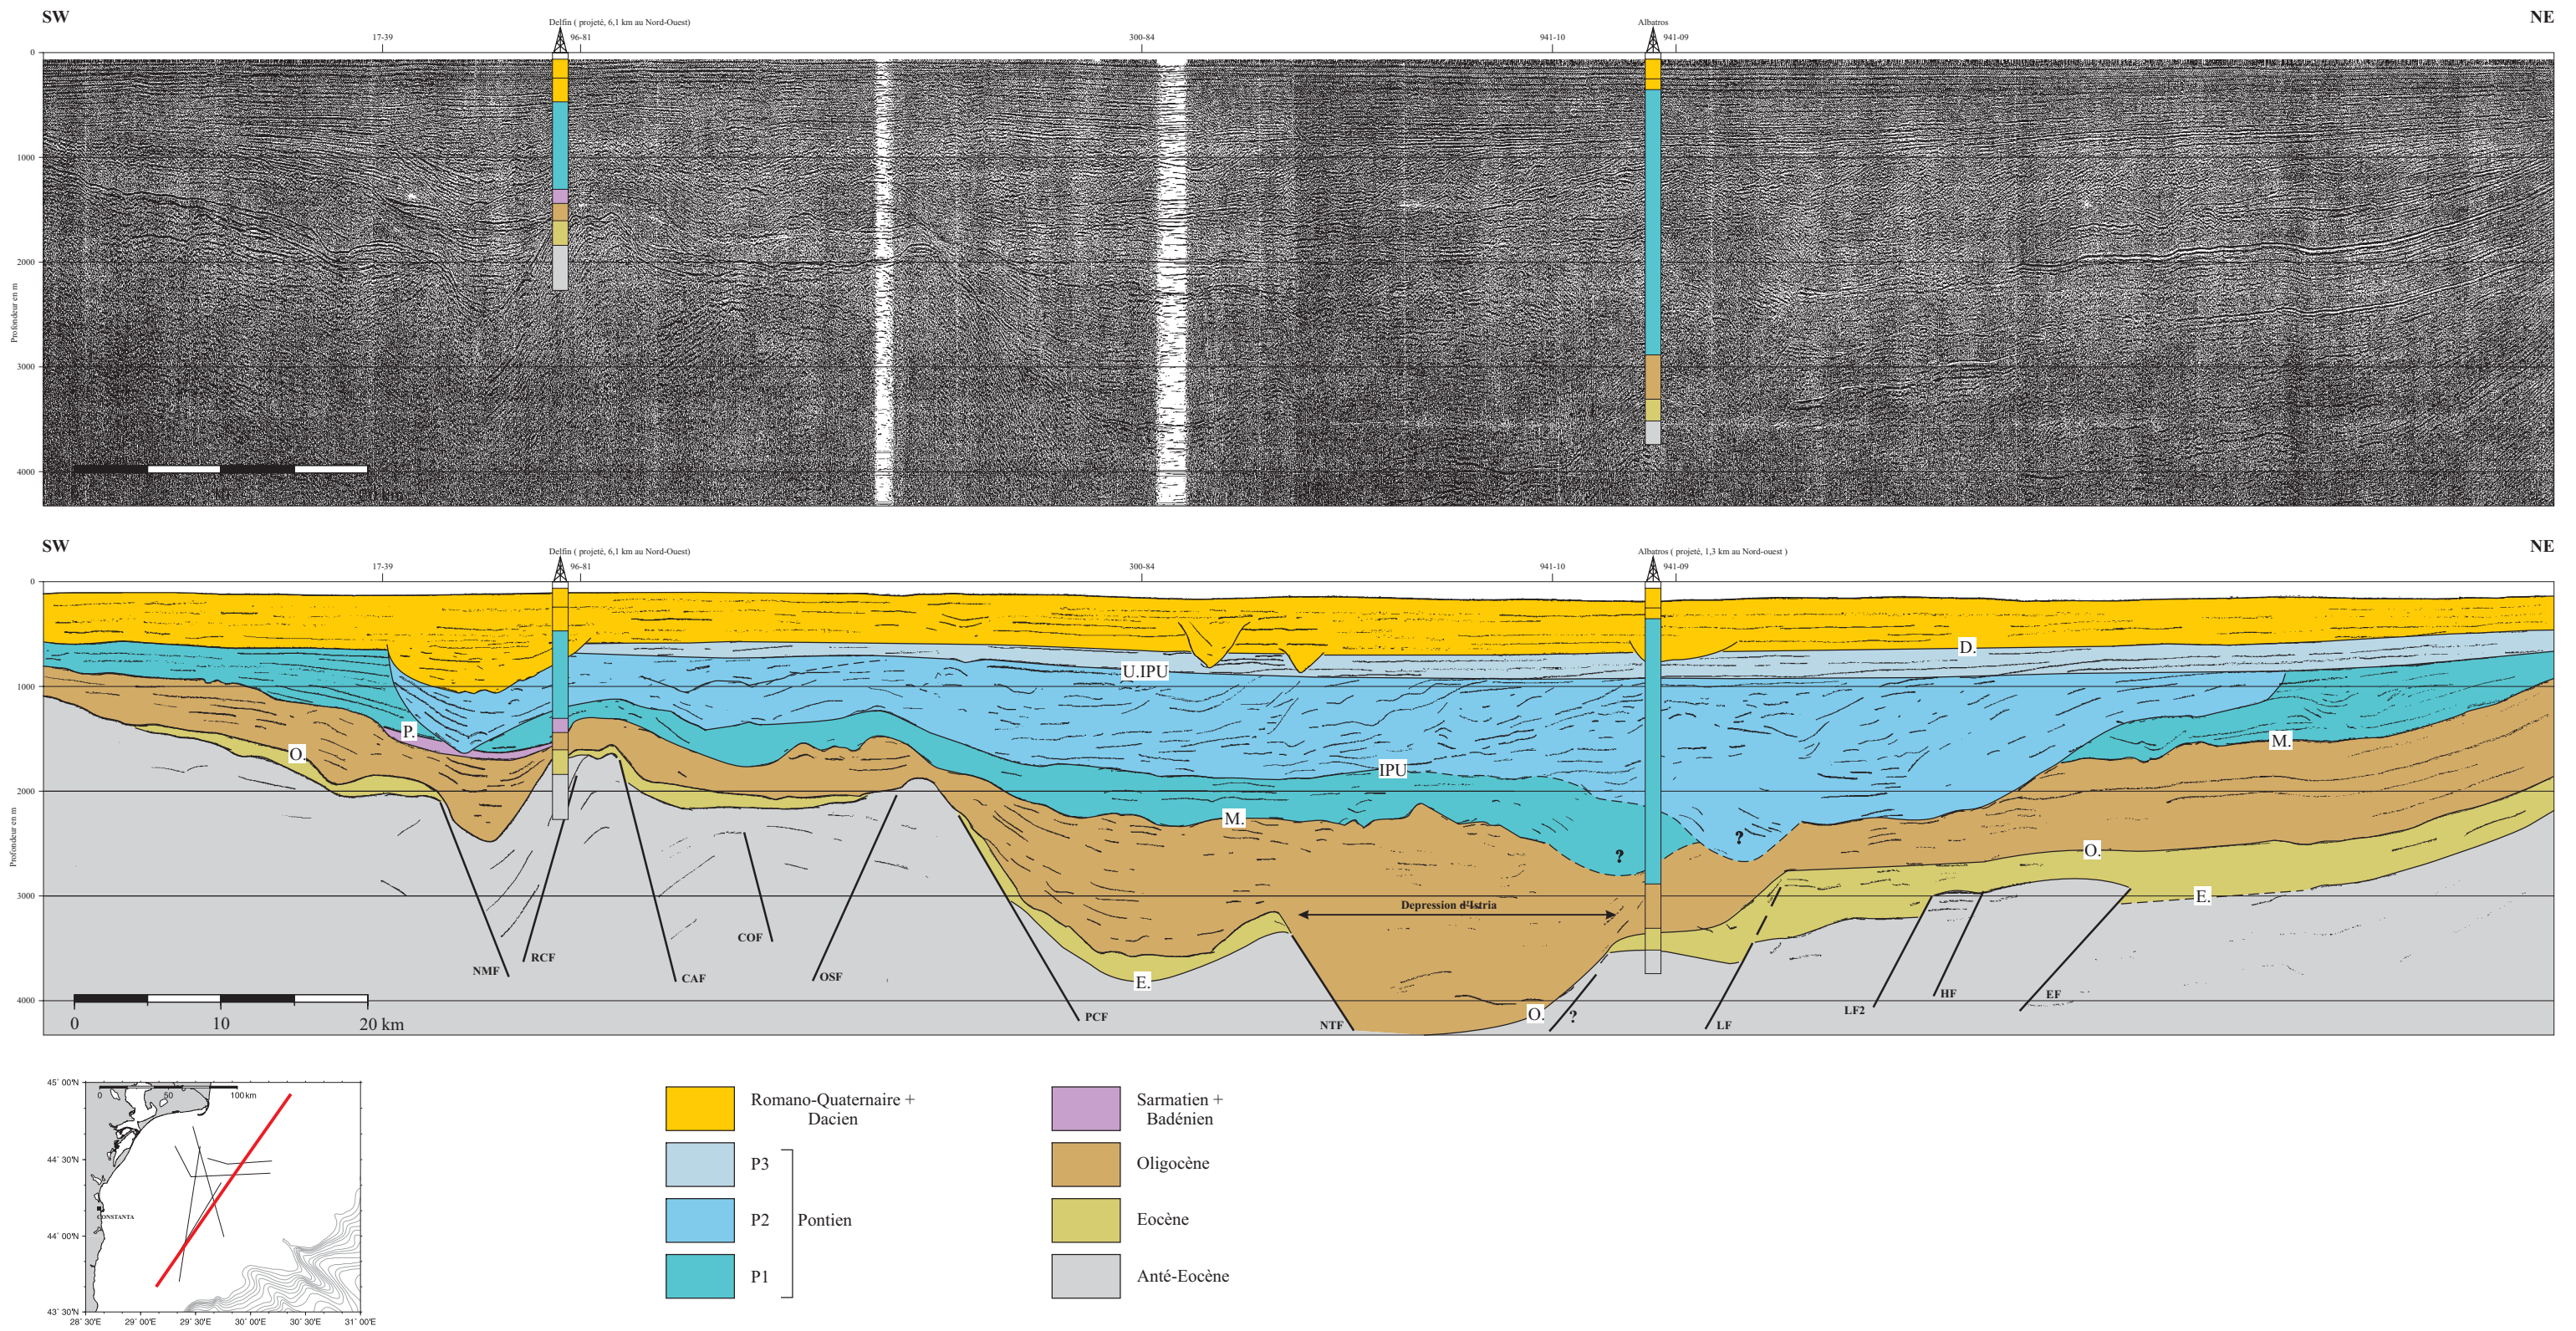 SW
NE
Delfin ( projeté, 6,1 km au Nord-Ouest)
Albatros
17-39
96-81
300-84
941-10
941-09
0
1000
2000
3000
4000
Profondeur en m
SW
NE
Delfin ( projeté, 6,1 km au Nord-Ouest)
Albatros ( projeté, 1,3 km au Nord-ouest )
17-39
96-81
300-84
941-10
941-09
0
1000
2000
3000
4000
Profondeur en m
D.
U.IPU
P.
O.
IPU
M.
M.
?
?
O.
E.
Depression d'Istria
E.
O.
?
NMF
RCF
CAF
COF
OSF
PCF
NTF
LF
LF2
HF
EF
0 10 20 km
45° 00'N
44° 30'N
44° 00'N
43° 30'N
0 50 100 km
CONSTANTA
28° 30'E 29° 00'E 29° 30'E 30° 00'E 30° 30'E 31° 00'E
Romano-Quaternaire +
Dacien
P3
P2
P1
Pontien
Sarmatien +
Badénien
Oligocène
Eocène
Anté-Eocène